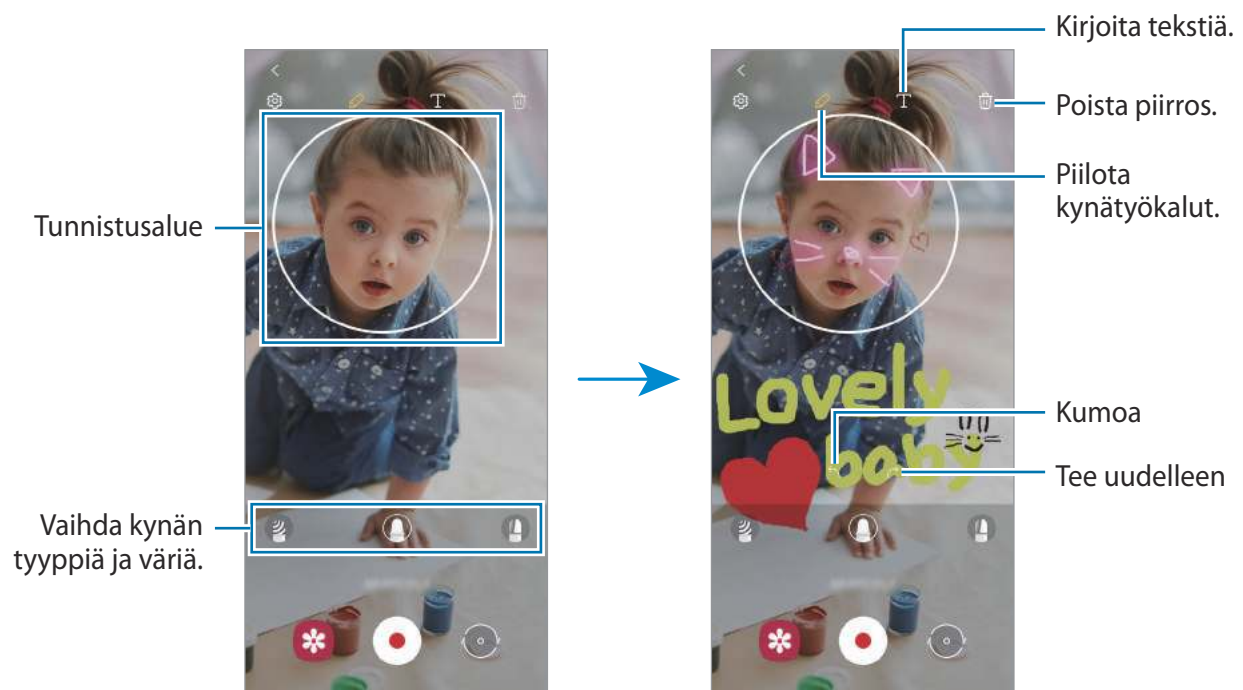 Kirjoita tekstiä.
Poista piirros.
Piilota
kynätyökalut.
Tunnistusalue
Lovely
baby
Kumoa
Tee uudelleen
Vaihda kynän
tyyppiä ja väriä.